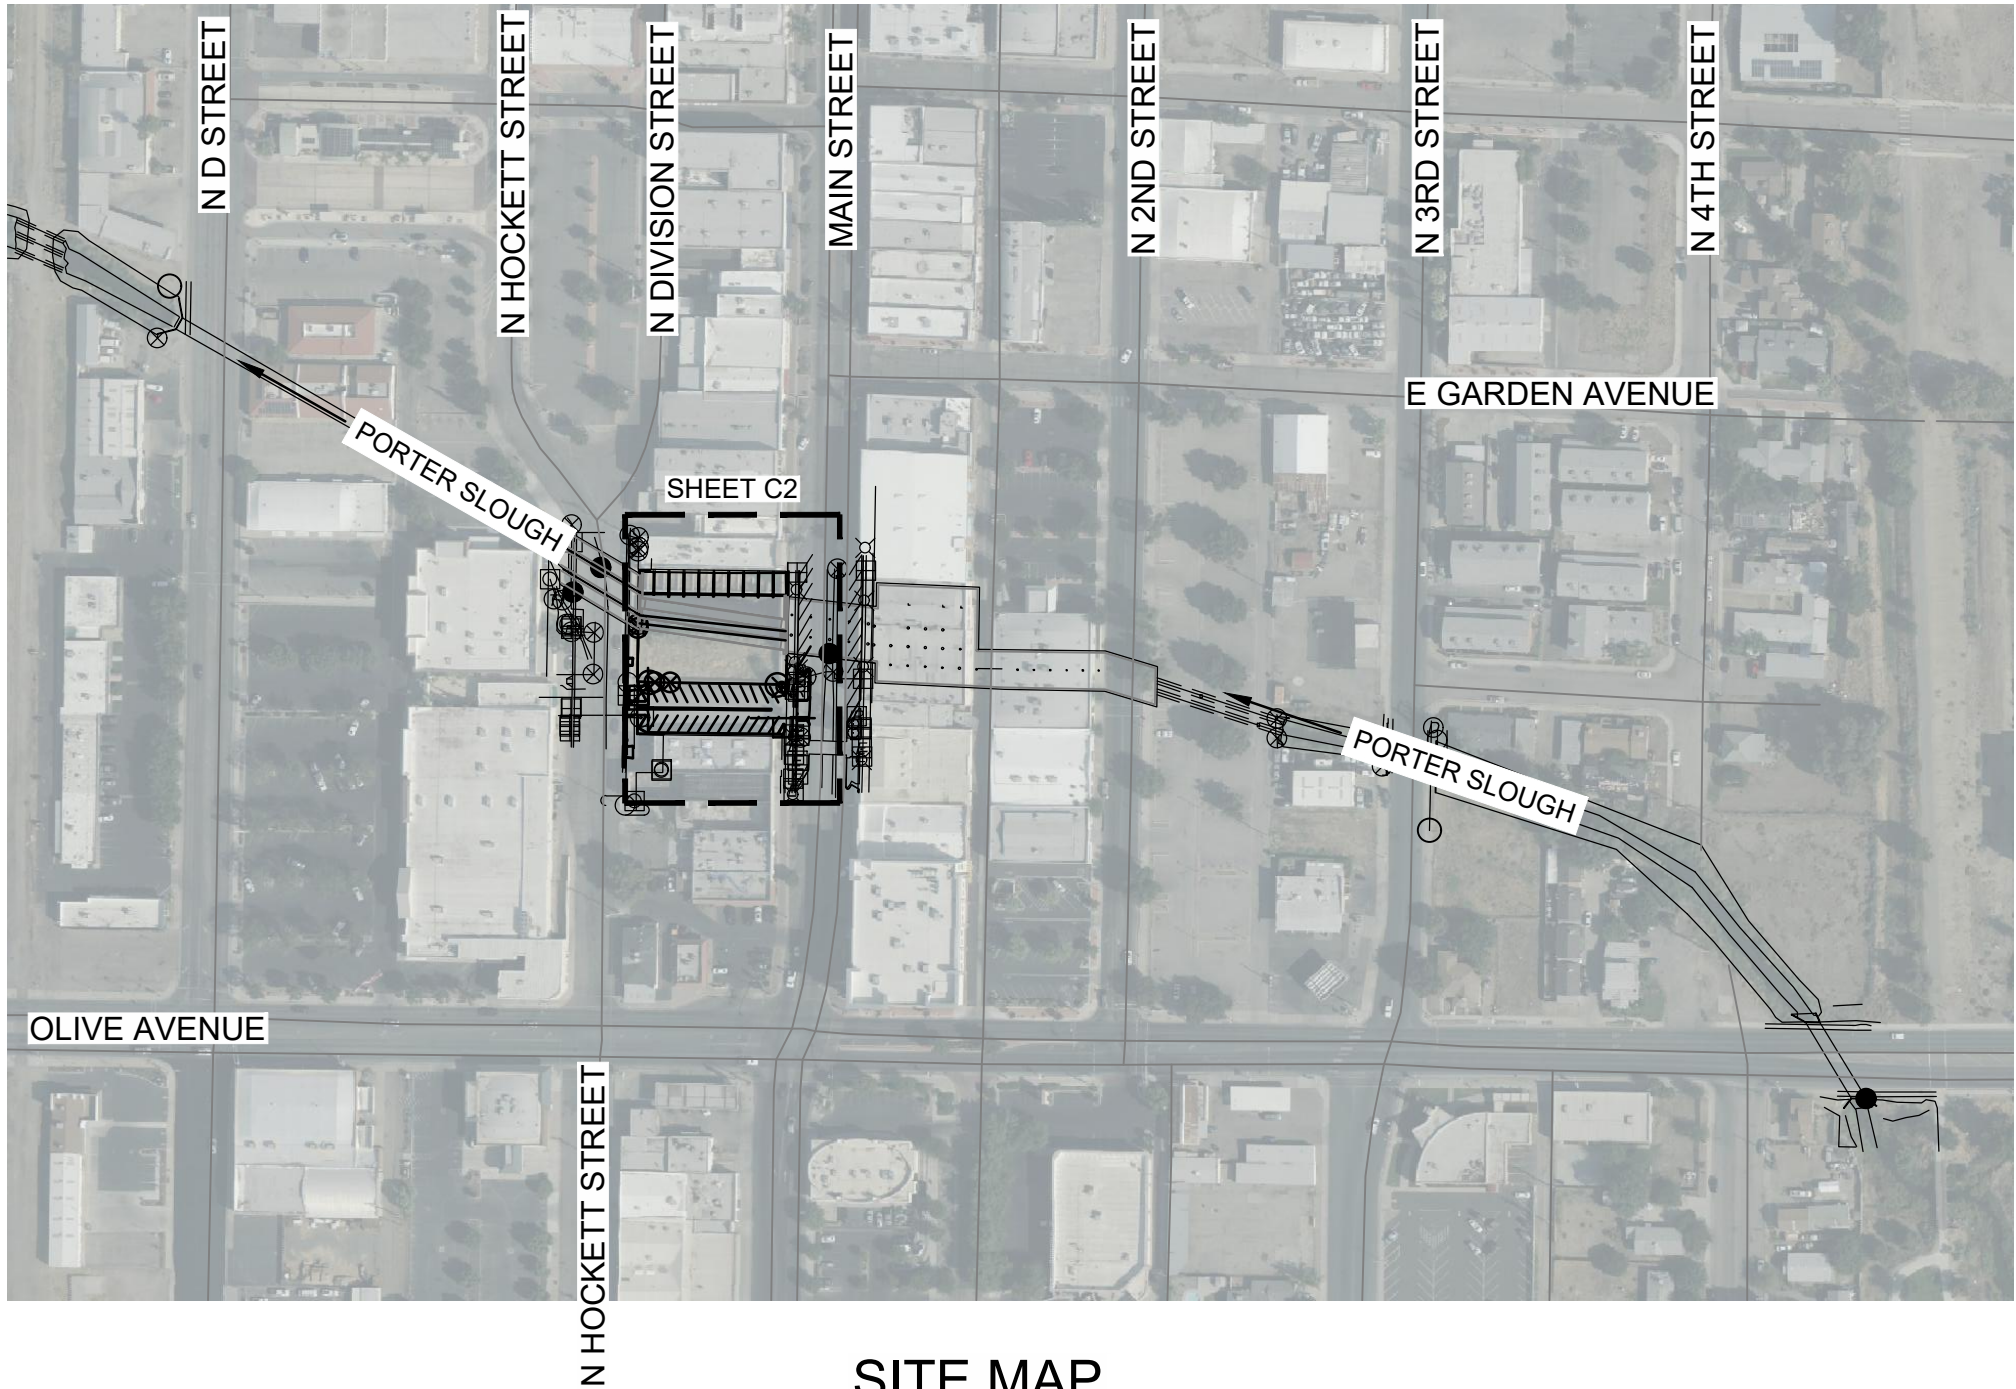 N D STREET
N HOCKETT STREET
N DIVISION STREET
MAIN STREET
N 2ND STREET
N 3RD STREET
N 4TH STREET
E GARDEN AVENUE
PORTER SLOUGH
SHEET C2
PORTER SLOUGH
OLIVE AVENUE
N HOCKETT STREET
SITE MAP